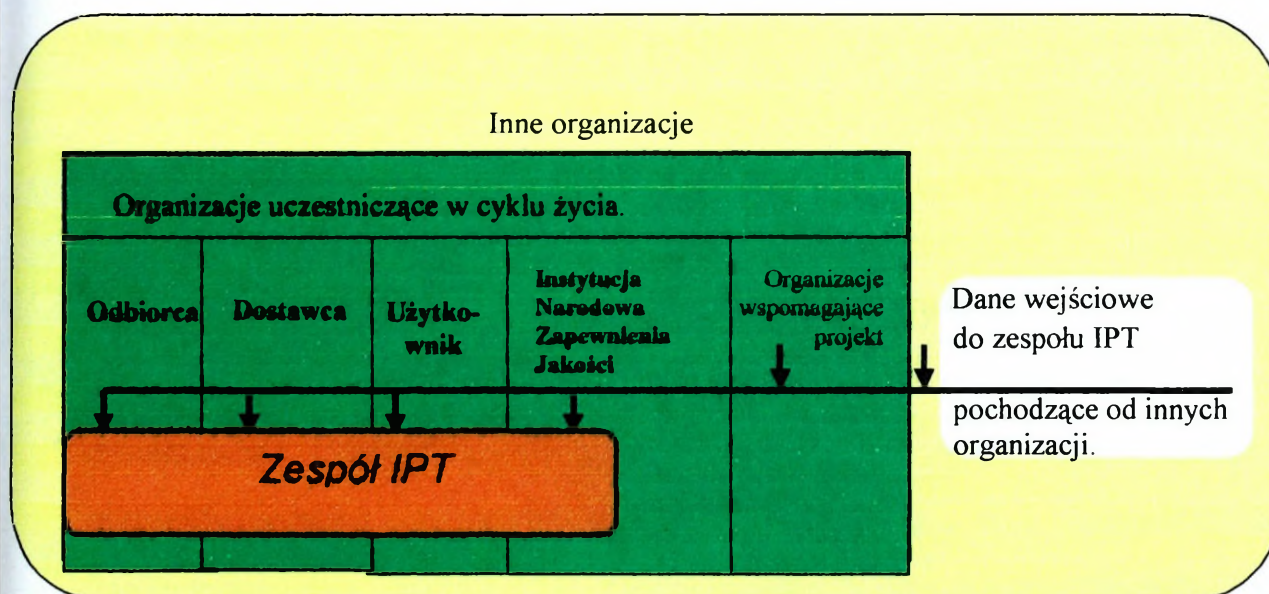 Inne organizacje
Organizacje uczestniczące w cyklu życia.
Odbiorca
Dostawca
Użytko-
wnik
Instytucja
Narodowa
Zapewnienia
Jakości
Organizacje
wspomagające
projekt
Dane wejściowe
do zespołu IPT
pochodzące od innych
organizacji.
Zespół IPT